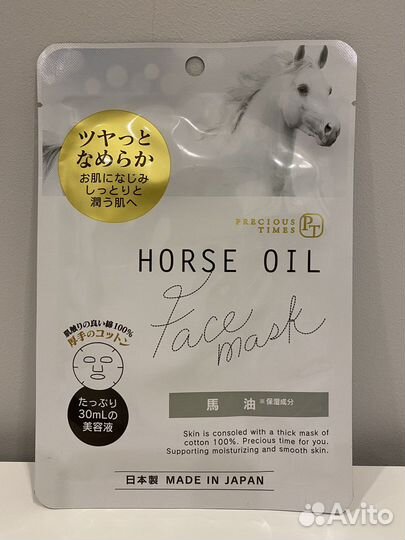 ツヤっと
なめらか
お肌になじみ
しっとりと
潤う肌へ
PRECIOUS
TIMES
PT
HORSE OIL
Face
mask
肌触りの良い綿100%
厚手のコットン
たっぷり
30mLの
美容液
馬 油 ※保湿成分
Skin is consoled with a thick mask of
cotton 100%. Precious time for you.
Supporting moisturizing and smooth skin.
日本製 MADE IN JAPAN
Avito